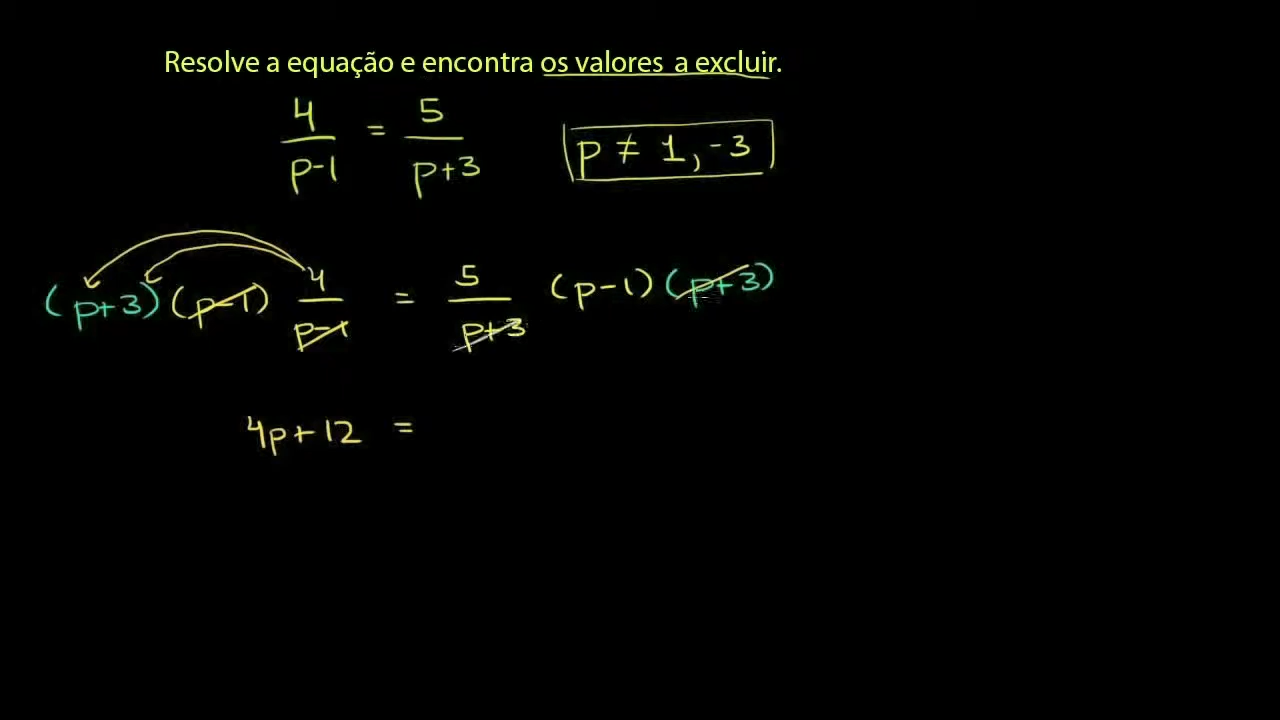 Resolve a equação e encontra os valores a excluir.
4/(p-1) = 5/(p+3) p ≠ 1, -3
(p+3)(p-1) 4/(p-1) = 5/(p+3) (p-1)(p+3)
4p+12 =